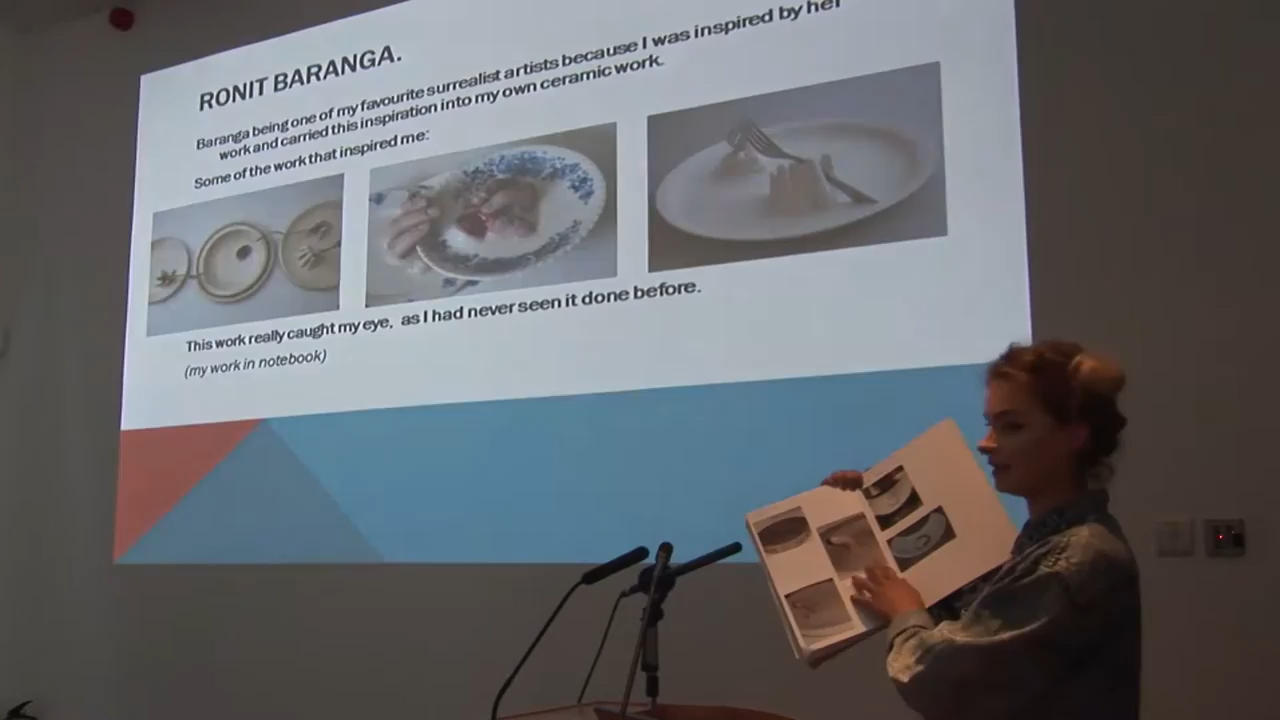 RONIT BARANGA.
Baranga being one of my favourite surrealist artists because I was inspired by her
work and carried this inspiration into my own ceramic work.
Some of the work that inspired me:
This work really caught my eye, as I had never seen it done before.
(my work in notebook)